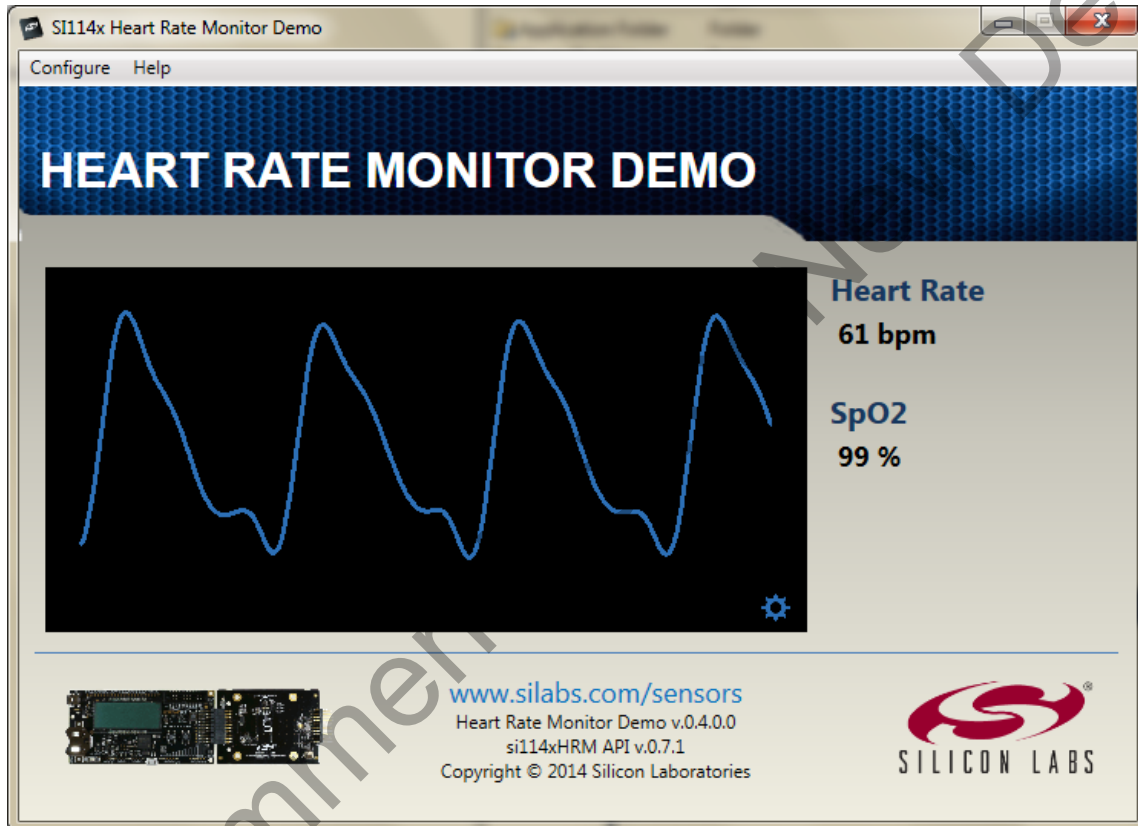 SI114x Heart Rate Monitor Demo
Configure Help
HEART RATE MONITOR DEMO
Heart Rate
61 bpm
SpO2
99 %
www.silabs.com/sensors
Heart Rate Monitor Demo v.0.4.0.0
si114xHRM API v.0.7.1
Copyright © 2014 Silicon Laboratories
SILICON LABS